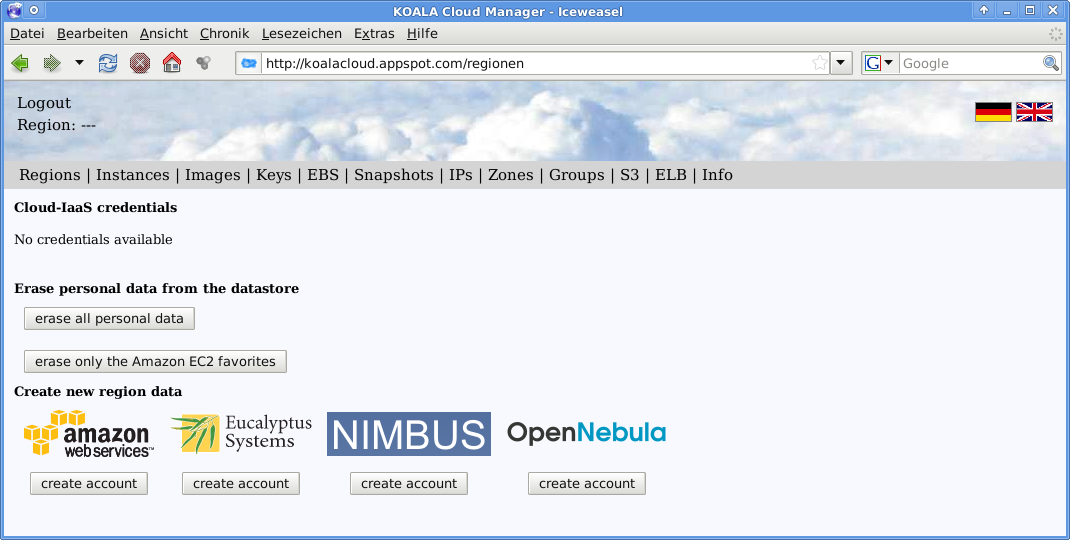 KOALA Cloud Manager - Iceweasel
Datei Bearbeiten Ansicht Chronik Lesezeichen Extras Hilfe
http://koalacloud.appspot.com/regionen G Google
Logout
Region: ---
Regions | Instances | Images | Keys | EBS | Snapshots | IPs | Zones | Groups | S3 | ELB | Info
Cloud-IaaS credentials
No credentials available
Erase personal data from the datastore
erase all personal data
erase only the Amazon EC2 favorites
Create new region data
amazon webservices™ Eucalyptus Systems NIMBUS OpenNebula
create account create account create account create account